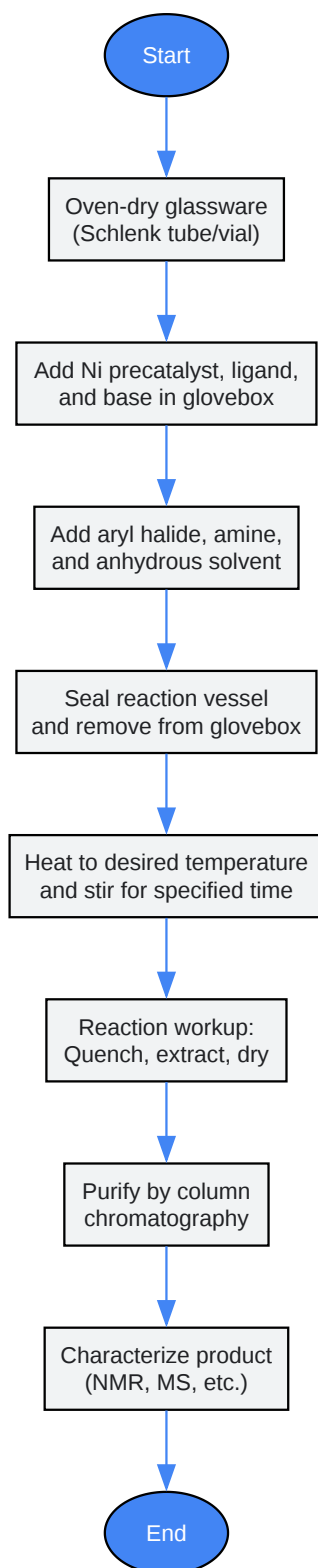 Start
Oven-dry glassware
(Schlenk tube/vial)
Add Ni precatalyst, ligand,
and base in glovebox
Add aryl halide, amine,
and anhydrous solvent
Seal reaction vessel
and remove from glovebox
Heat to desired temperature
and stir for specified time
Reaction workup:
Quench, extract, dry
Purify by column
chromatography
Characterize product
(NMR, MS, etc.)
End